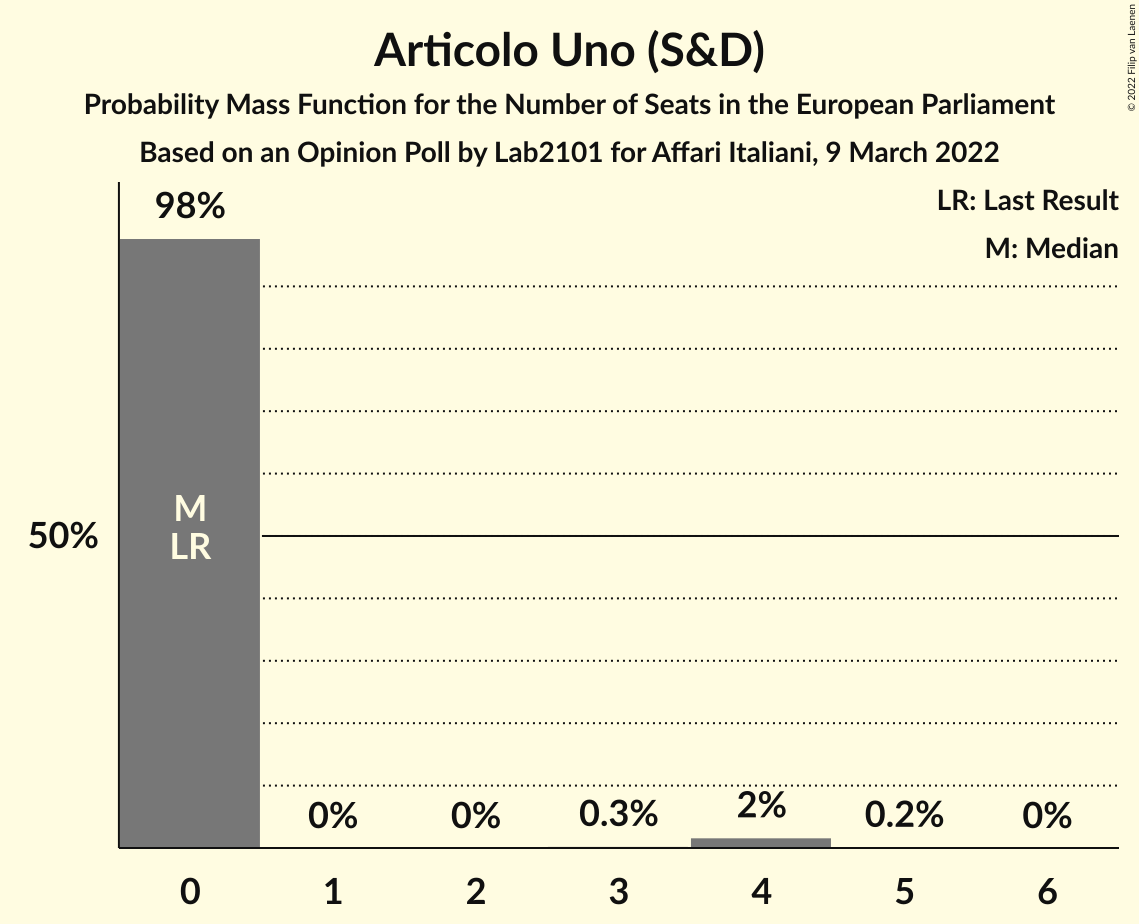 Articolo Uno (S&D)
Probability Mass Function for the Number of Seats in the European Parliament
Based on an Opinion Poll by Lab2101 for Affari Italiani, 9 March 2022
© 2022 Filip van Laenen
LR: Last Result
M: Median
98%
M
LR
50%
0%
0%
0.3%
2%
0.2%
0%
0
1
2
3
4
5
6